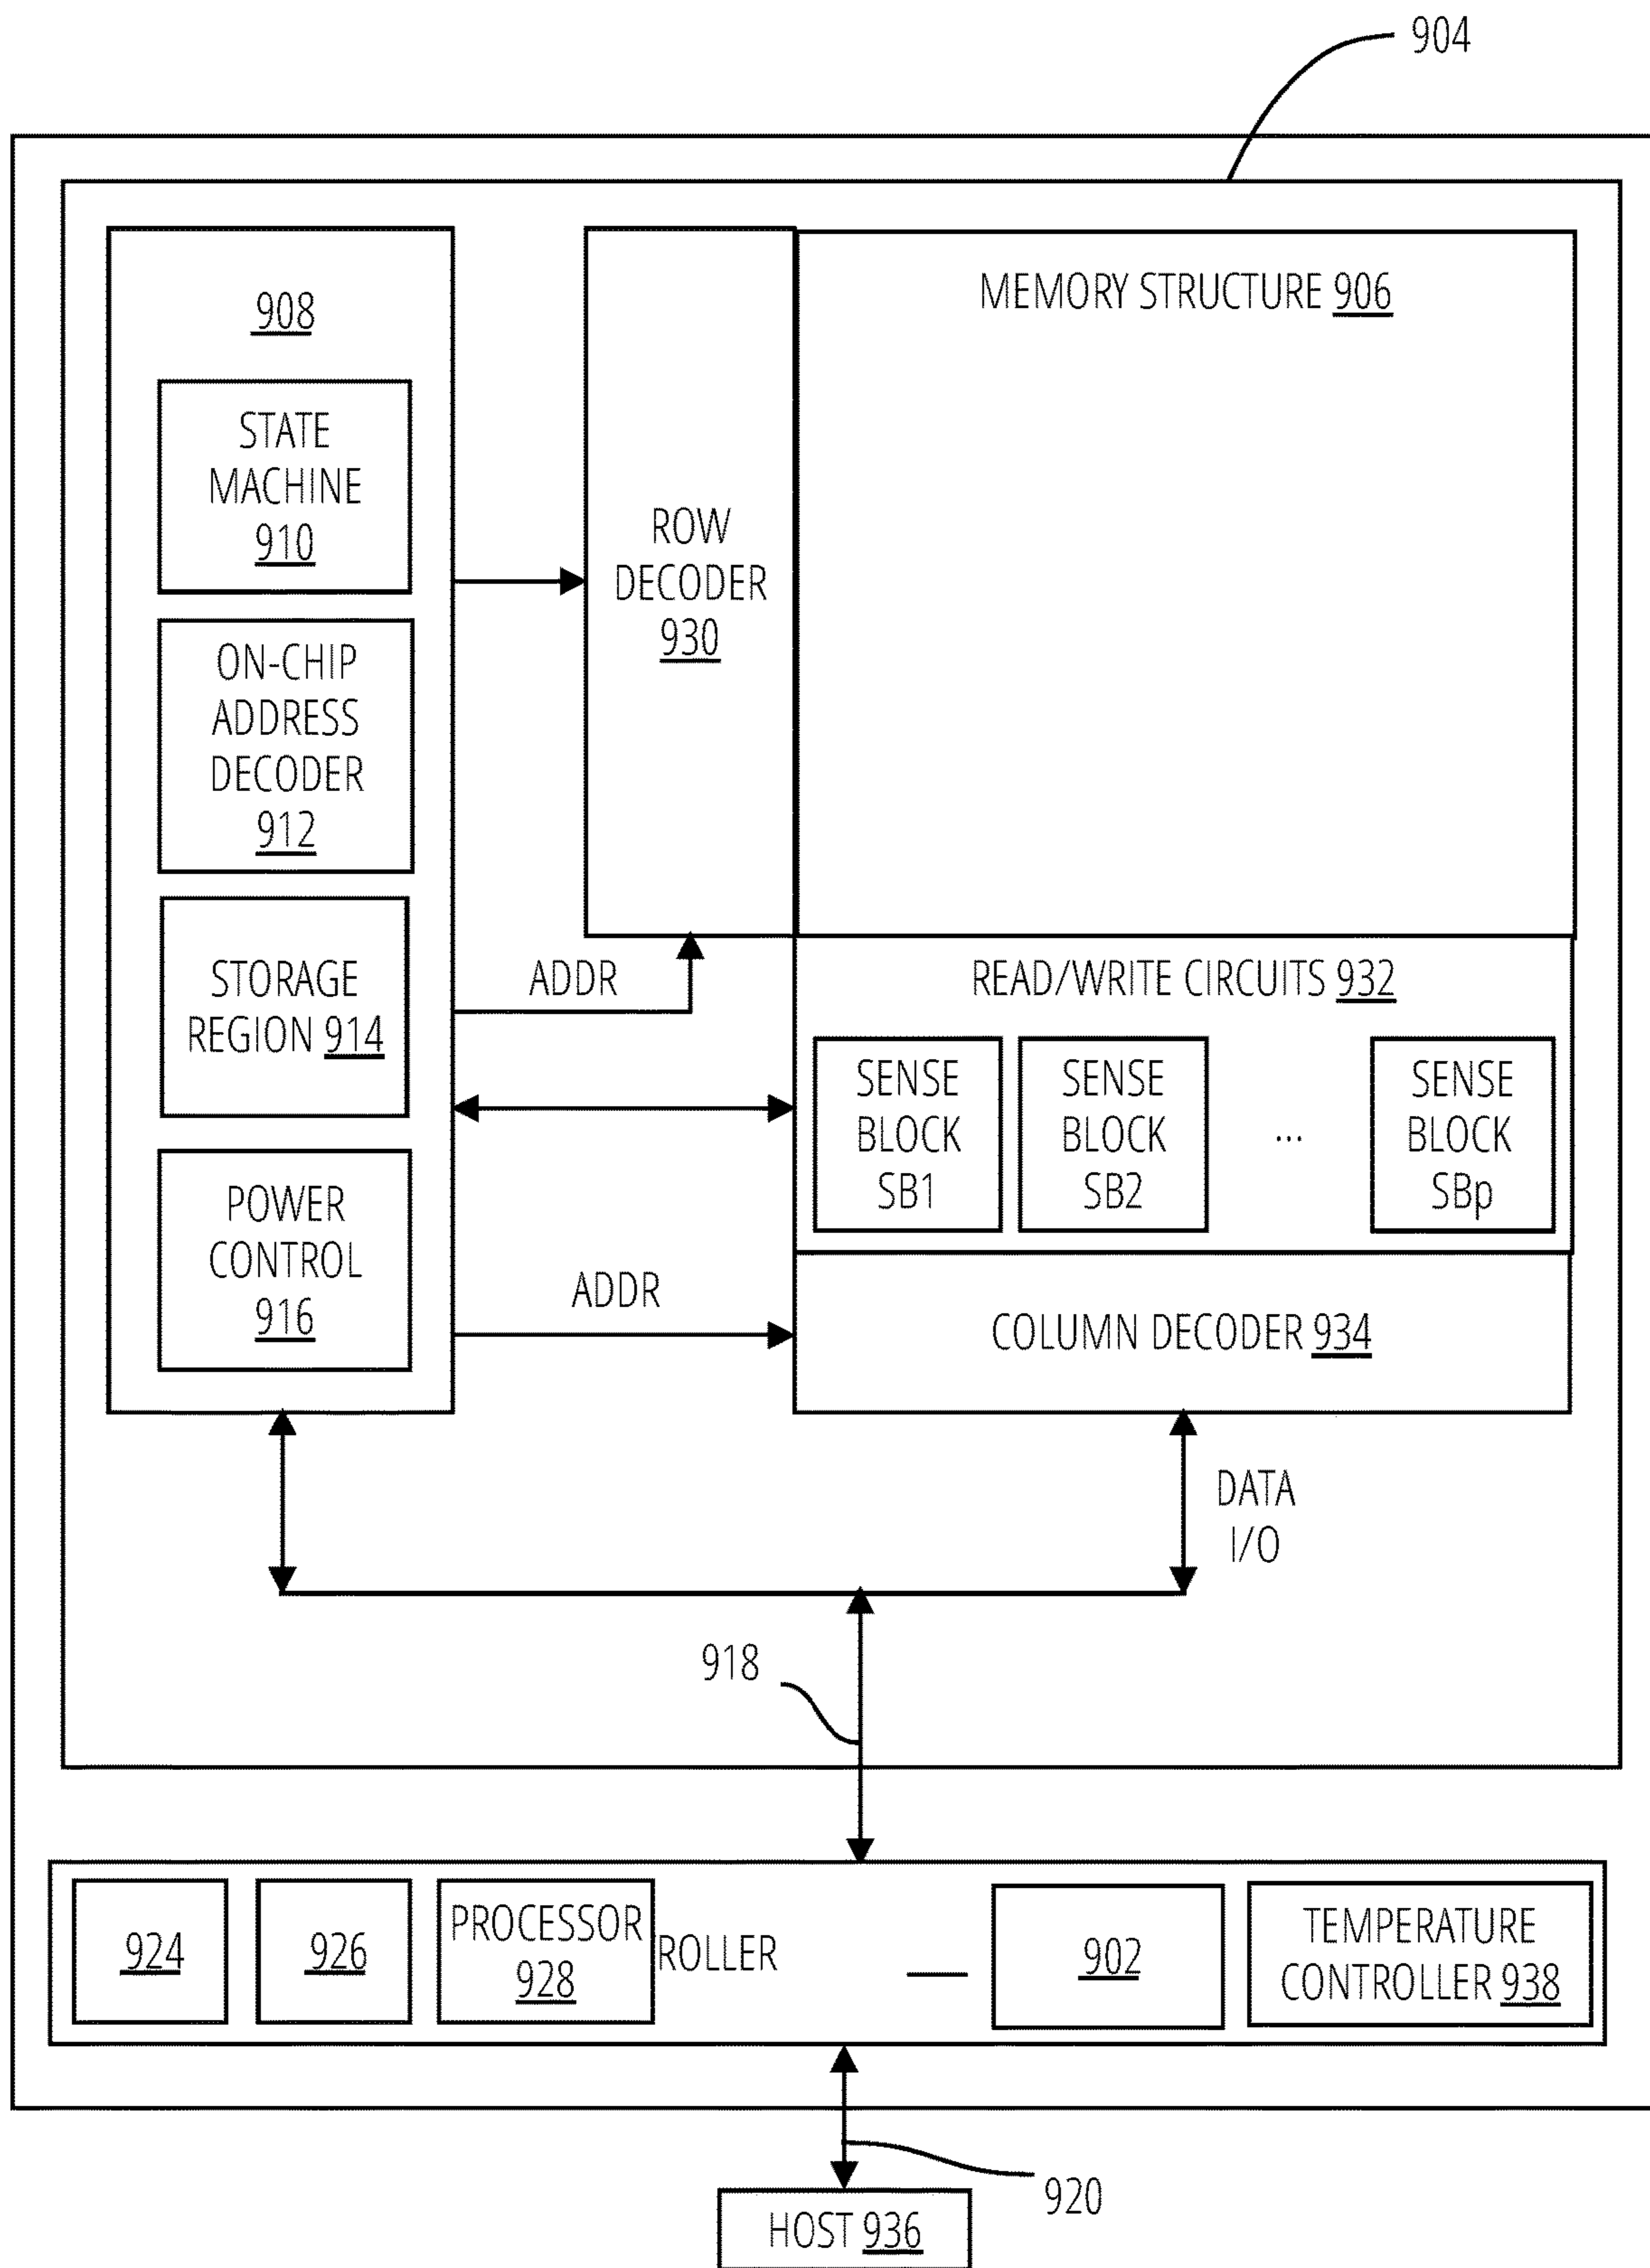 904
908
STATE
MACHINE
910
ON-CHIP
ADDRESS
DECODER
912
STORAGE
REGION 914
POWER
CONTROL
916
ROW
DECODER
930
MEMORY STRUCTURE 906
ADDR
READ/WRITE CIRCUITS 932
SENSE
BLOCK
SB1
SENSE
BLOCK
SB2
...
SENSE
BLOCK
SBp
ADDR
COLUMN DECODER 934
DATA
I/O
918
924
926
PROCESSOR
928
ROLLER
902
TEMPERATURE
CONTROLLER 938
920
HOST 936